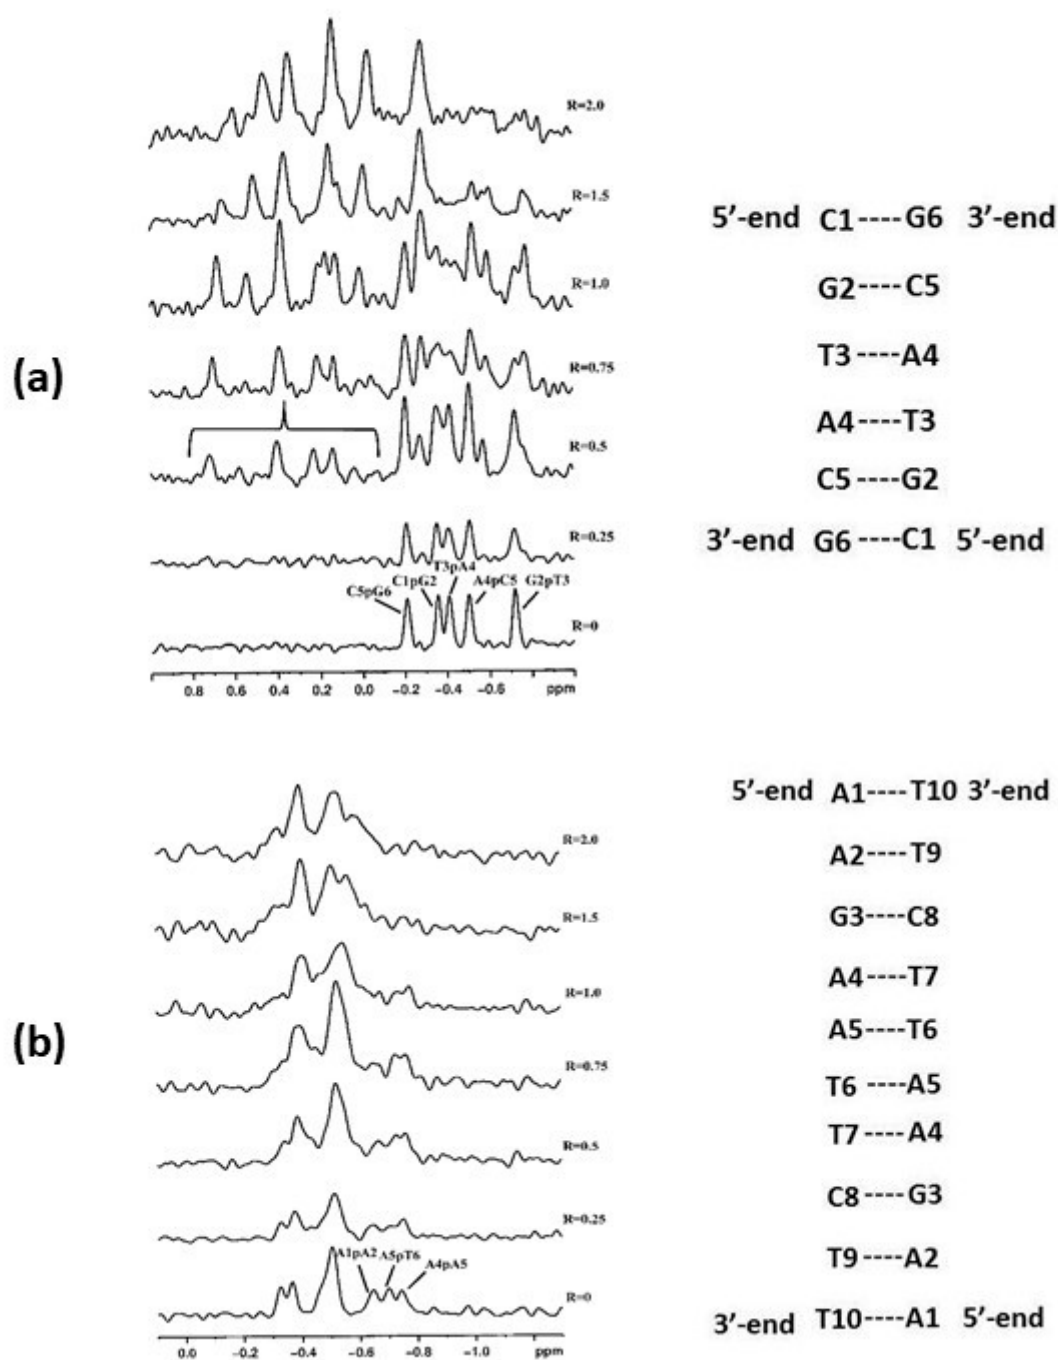 (a)
R=2.0
R=1.5
R=1.0
R=0.75
R=0.5
R=0.25
T3pA4
C5pG6 C1pG2 A4pC5 G2pT3
R=0
0.8 0.6 0.4 0.2 0.0 −0.2 −0.4 −0.6 ppm
5’-end C1----G6 3’-end
G2----C5
T3----A4
A4----T3
C5----G2
3’-end G6---C1 5’-end
(b)
R=2.0
R=1.5
R=1.0
R=0.75
R=0.5
R=0.25
A1pA2 A5pT6 A4pA5
R=0
0.0 −0.2 −0.4 −0.6 −0.8 −1.0 ppm
5’-end A1----T10 3’-end
A2----T9
G3----C8
A4----T7
A5----T6
T6----A5
T7----A4
C8----G3
T9----A2
3’-end T10----A1 5’-end